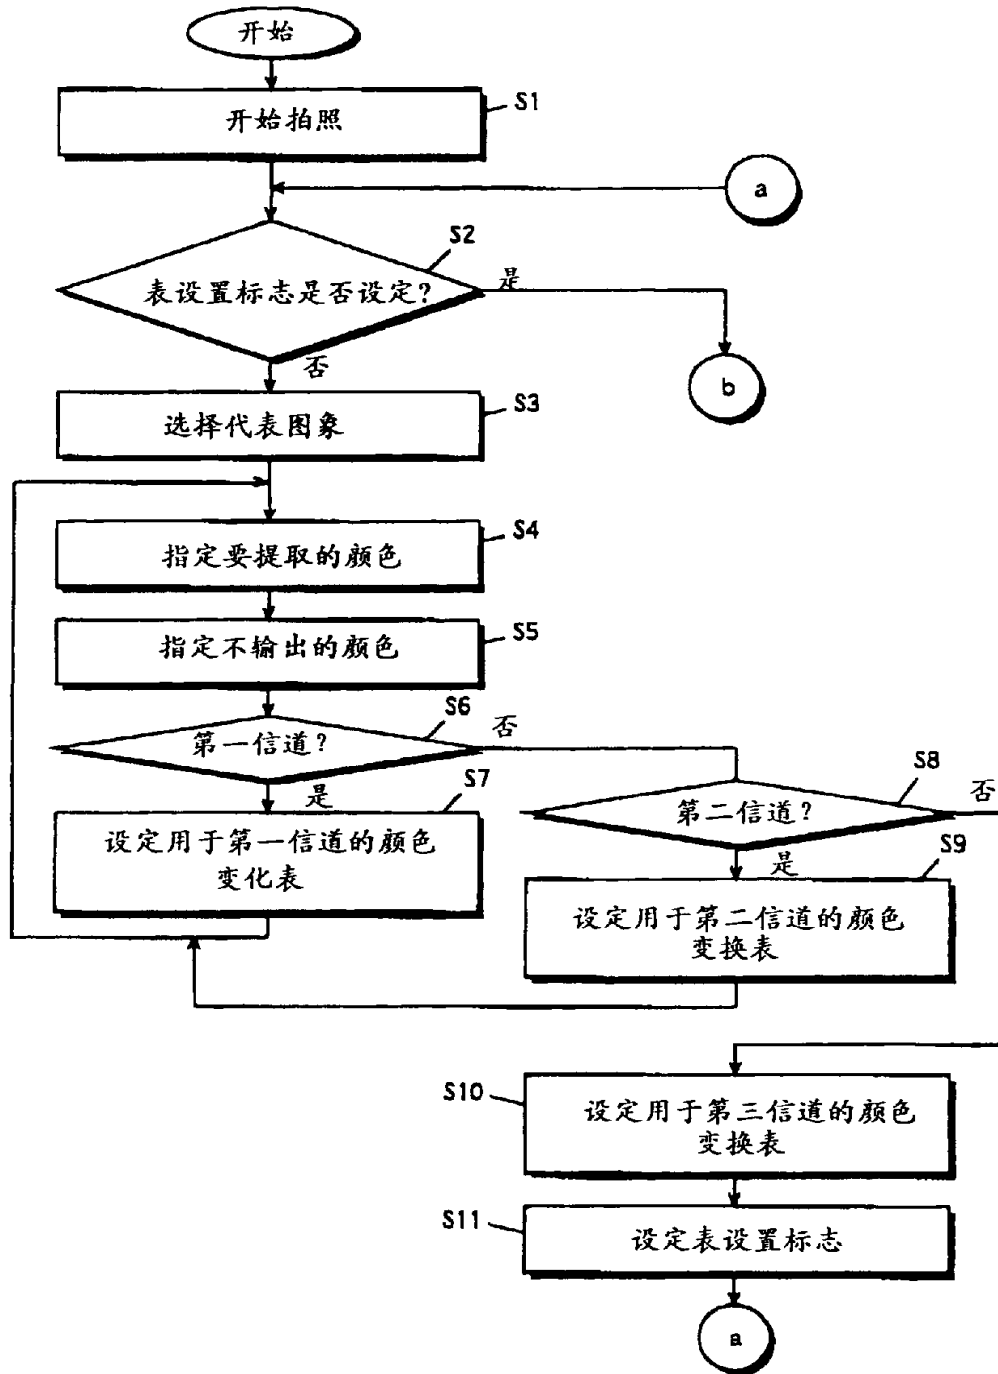 开始
S1
开始拍照
a
S2
表设置标志是否设定?
是
否
b
S3
选择代表图象
S4
指定要提取的颜色
S5
指定不输出的颜色
S6
第一信道?
否
是
S7
设定用于第一信道的颜色
变化表
S8
第二信道?
否
是
S9
设定用于第二信道的颜色
变换表
S10
设定用于第三信道的颜色
变换表
S11
设定表设置标志
a